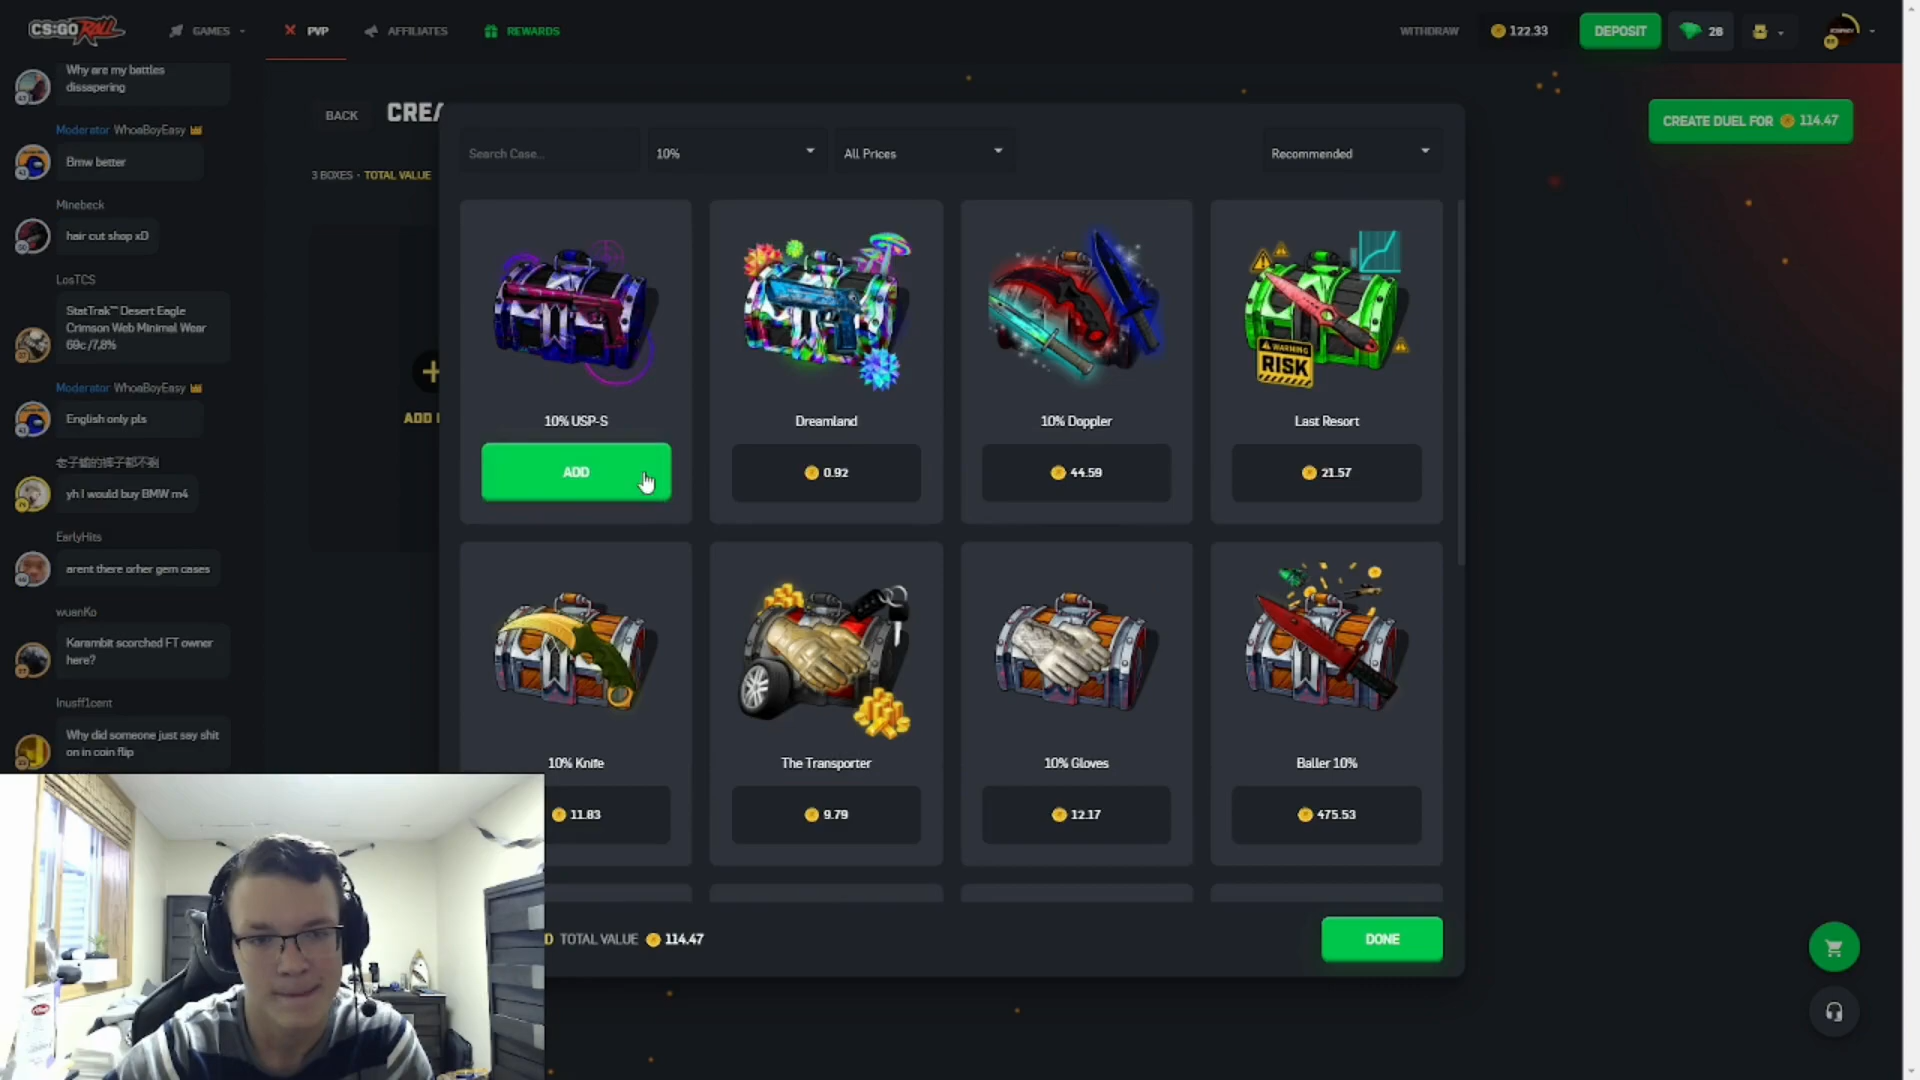 CS:GO ROLL
GAMES
PVP
AFFILIATES
REWARDS
WITHDRAW
122.33
DEPOSIT
28
Why are my battles
dissapering
Moderator WhoaBoyEasy
Bmw better
Minebeck
hair cut shop xD
LosTCS
StatTrak™ Desert Eagle
Crimson Web Minimal Wear
69c /7,8%
Moderator WhoaBoyEasy
English only pls
yh I would buy BMW m4
EarlyHits
arent there orher gem cases
wuanKo
Karambit scorched FT owner
here?
Inusff1cent
Why did someone just say shit
on in coin flip
BACK
CREA
3 BOXES • TOTAL VALUE
ADD
CREATE DUEL FOR 114.47
Search Case...
10%
All Prices
Recommended
10% USP-S
ADD
Dreamland
0.92
10% Doppler
44.59
WARNING
RISK
Last Resort
21.57
10% Knife
11.83
The Transporter
9.79
10% Gloves
12.17
Baller 10%
475.53
D TOTAL VALUE 114.47
DONE